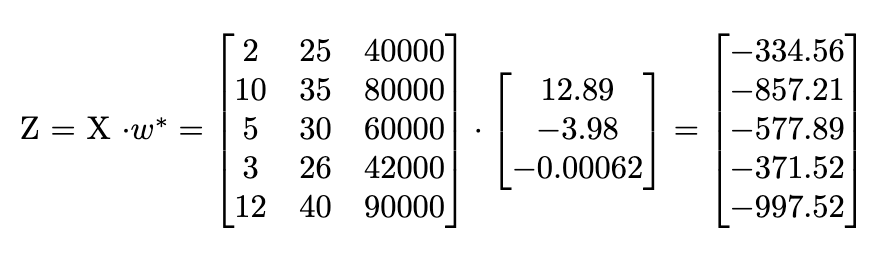 Z = X ·w* = [2 25 40000; 10 35 80000; 5 30 60000; 3 26 42000; 12 40 90000] · [12.89; −3.98; −0.00062] = [−334.56; −857.21; −577.89; −371.52; −997.52]